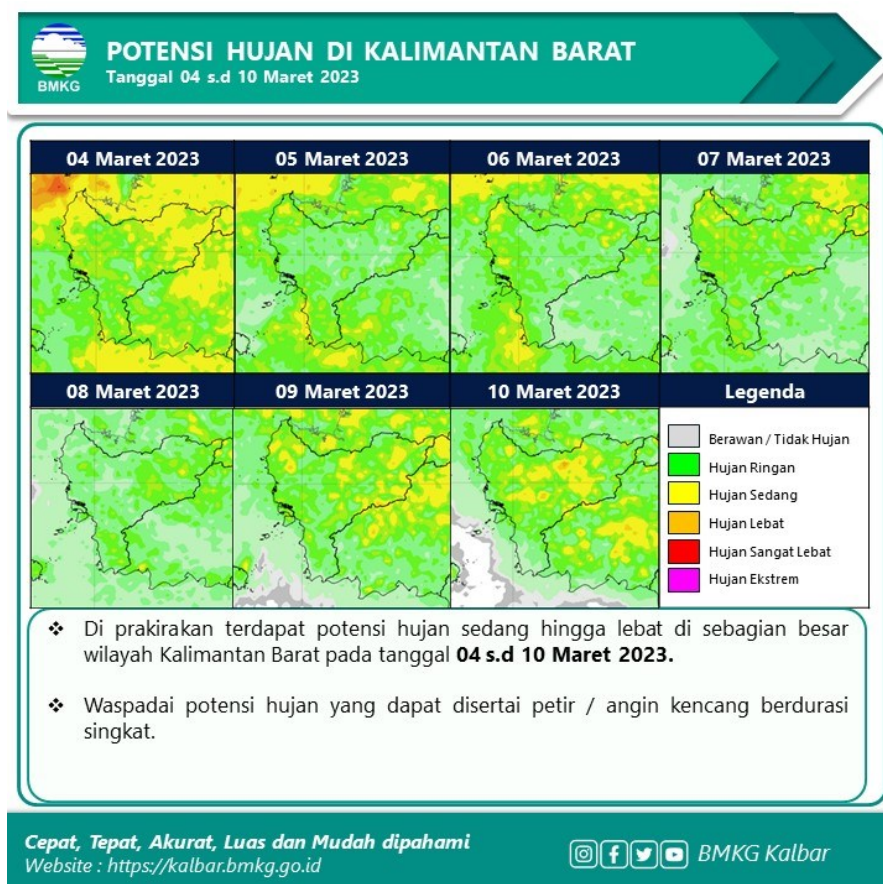 BMKG
POTENSI HUJAN DI KALIMANTAN BARAT
Tanggal 04 s.d 10 Maret 2023
04 Maret 2023
05 Maret 2023
06 Maret 2023
07 Maret 2023
08 Maret 2023
09 Maret 2023
10 Maret 2023
Legenda
Berawan / Tidak Hujan
Hujan Ringan
Hujan Sedang
Hujan Lebat
Hujan Sangat Lebat
Hujan Ekstrem
❖ Di prakirakan terdapat potensi hujan sedang hingga lebat di sebagian besar
wilayah Kalimantan Barat pada tanggal 04 s.d 10 Maret 2023.
❖ Waspadai potensi hujan yang dapat disertai petir / angin kencang berdurasi
singkat.
Cepat, Tepat, Akurat, Luas dan Mudah dipahami
Website : https://kalbar.bmkg.go.id
BMKG Kalbar